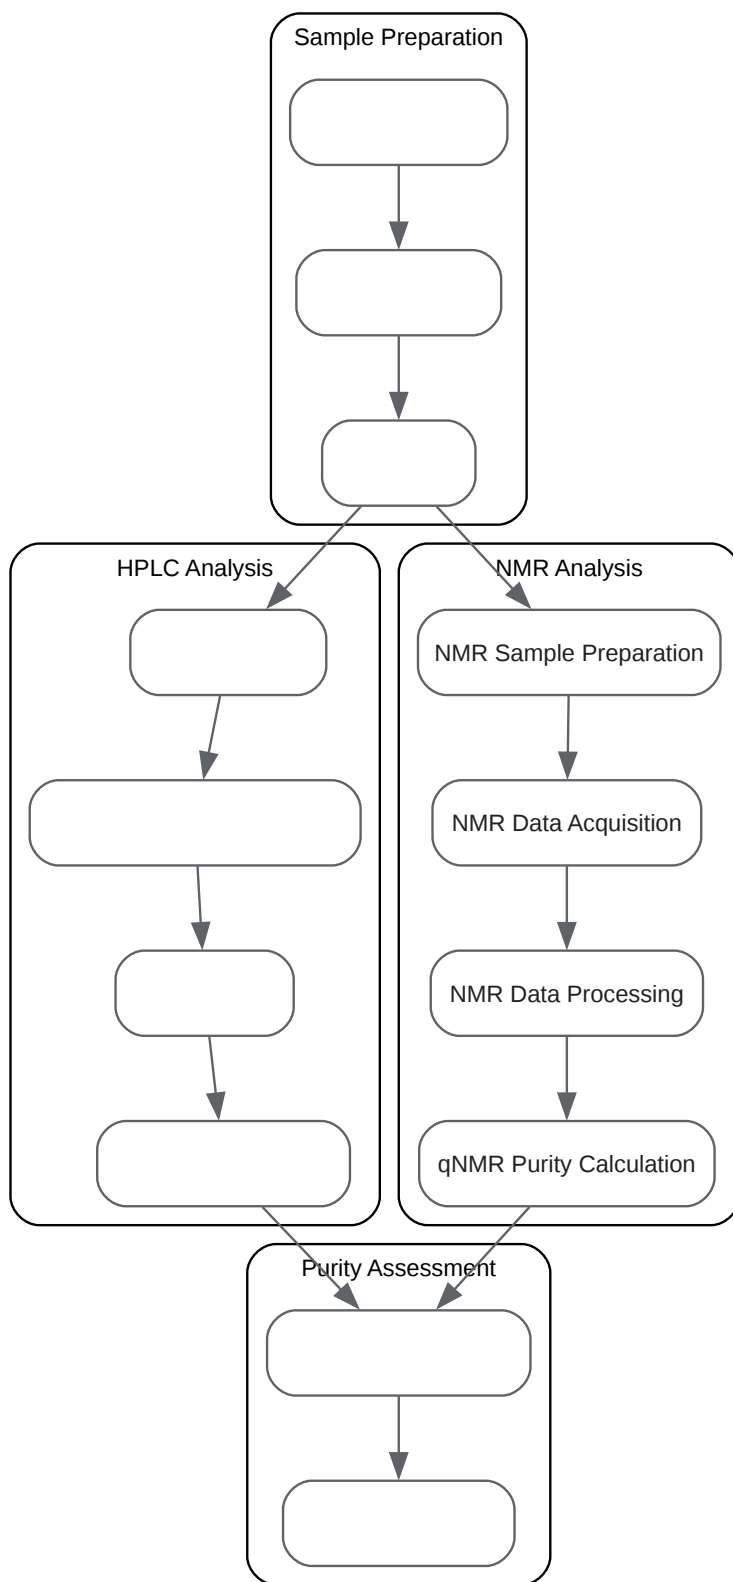 Sample Preparation
HPLC Analysis
NMR Analysis
NMR Sample Preparation
NMR Data Acquisition
NMR Data Processing
qNMR Purity Calculation
Purity Assessment